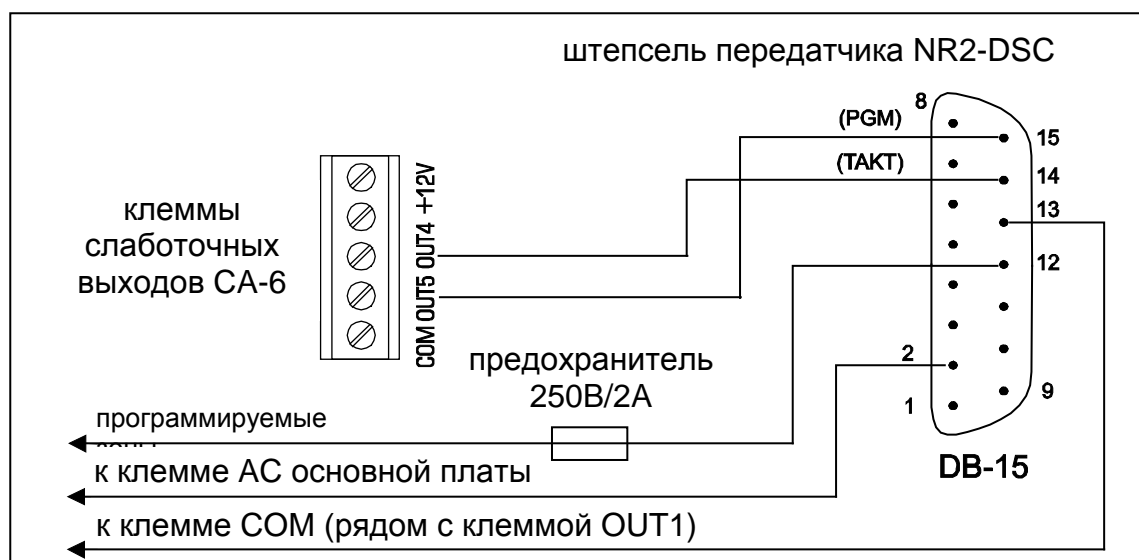 штепсель передатчика NR2-DSC
8
(PGM)
15
(TAKT)
14
13
12
клеммы
слаботочных
выходов CA-6
+12V
OUT4
OUT5
COM
2
1
9
предохранитель
250В/2А
DB-15
программируемые
к клемме AC основной платы
к клемме COM (рядом с клеммой OUT1)